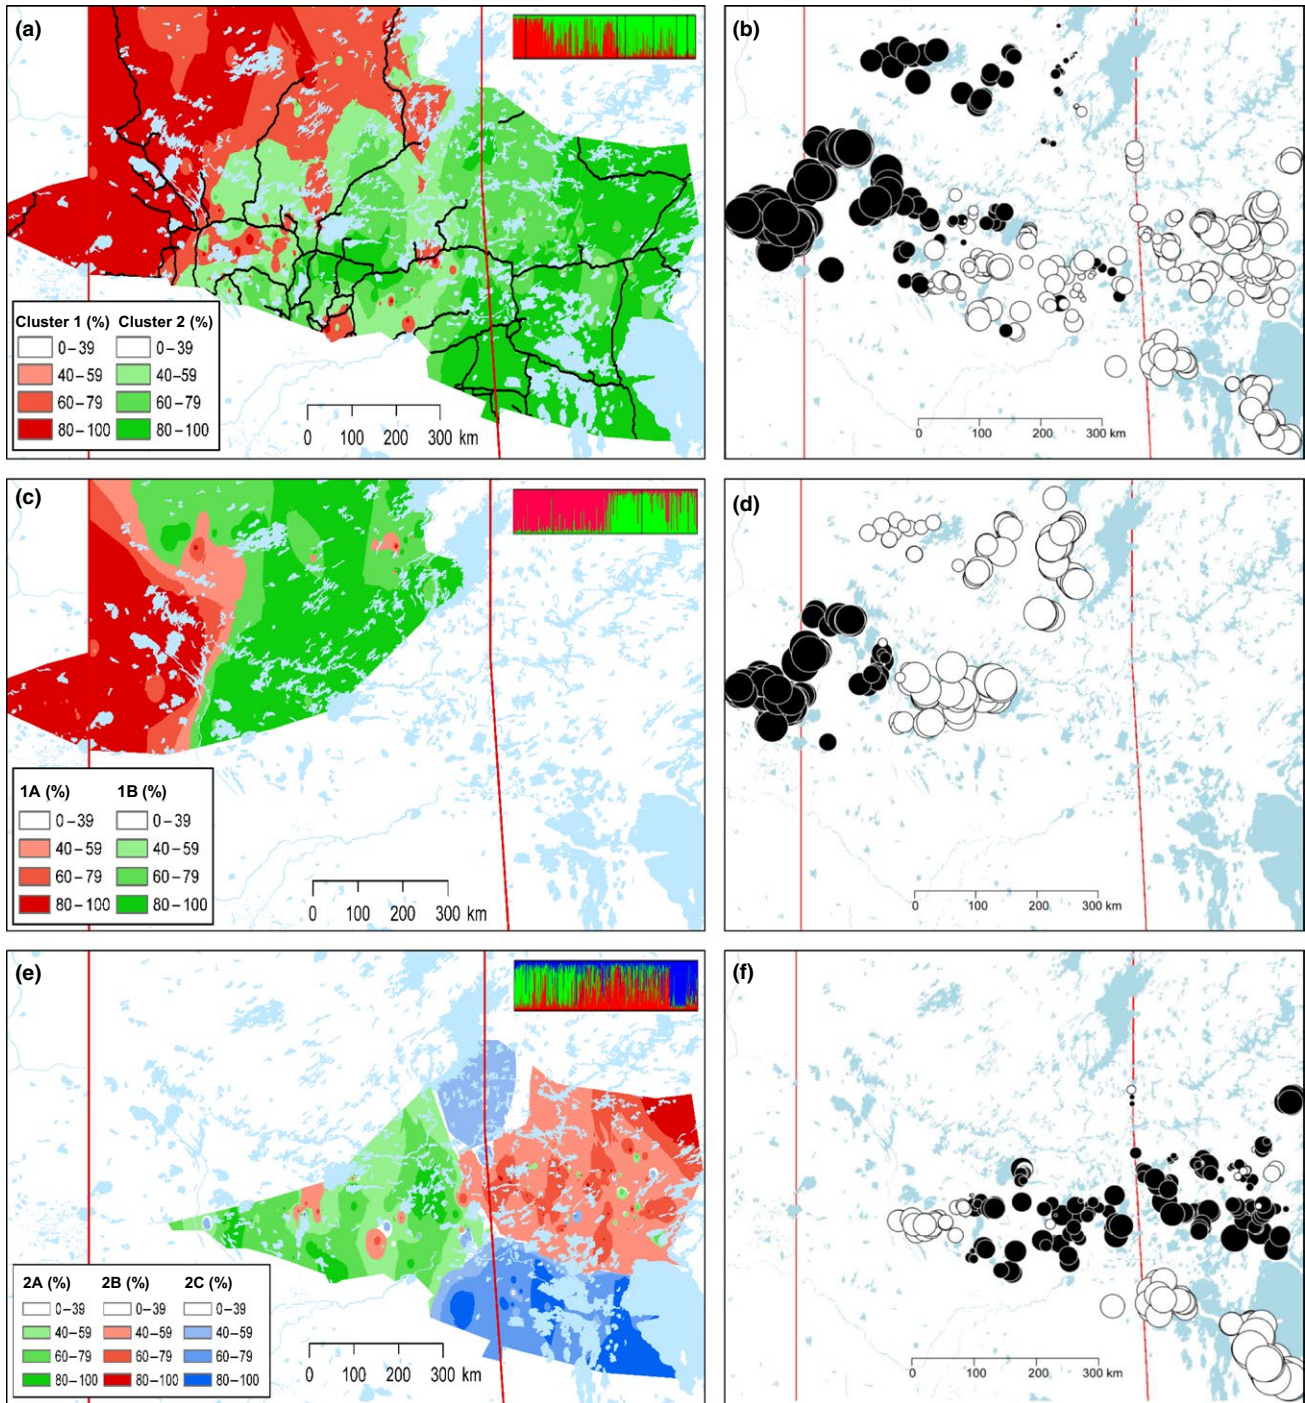 (a)
Cluster 1 (%) Cluster 2 (%)
0–39 0–39
40–59 40–59
60–79 60–79
80–100 80–100
0 100 200 300 km
(b)
0 100 200 300 km
(c)
1A (%) 1B (%)
0–39 0–39
40–59 40–59
60–79 60–79
80–100 80–100
0 100 200 300 km
(d)
0 100 200 300 km
(e)
2A (%) 2B (%) 2C (%)
0–39 0–39 0–39
40–59 40–59 40–59
60–79 60–79 60–79
80–100 80–100 80–100
0 100 200 300 km
(f)
0 100 200 300 km